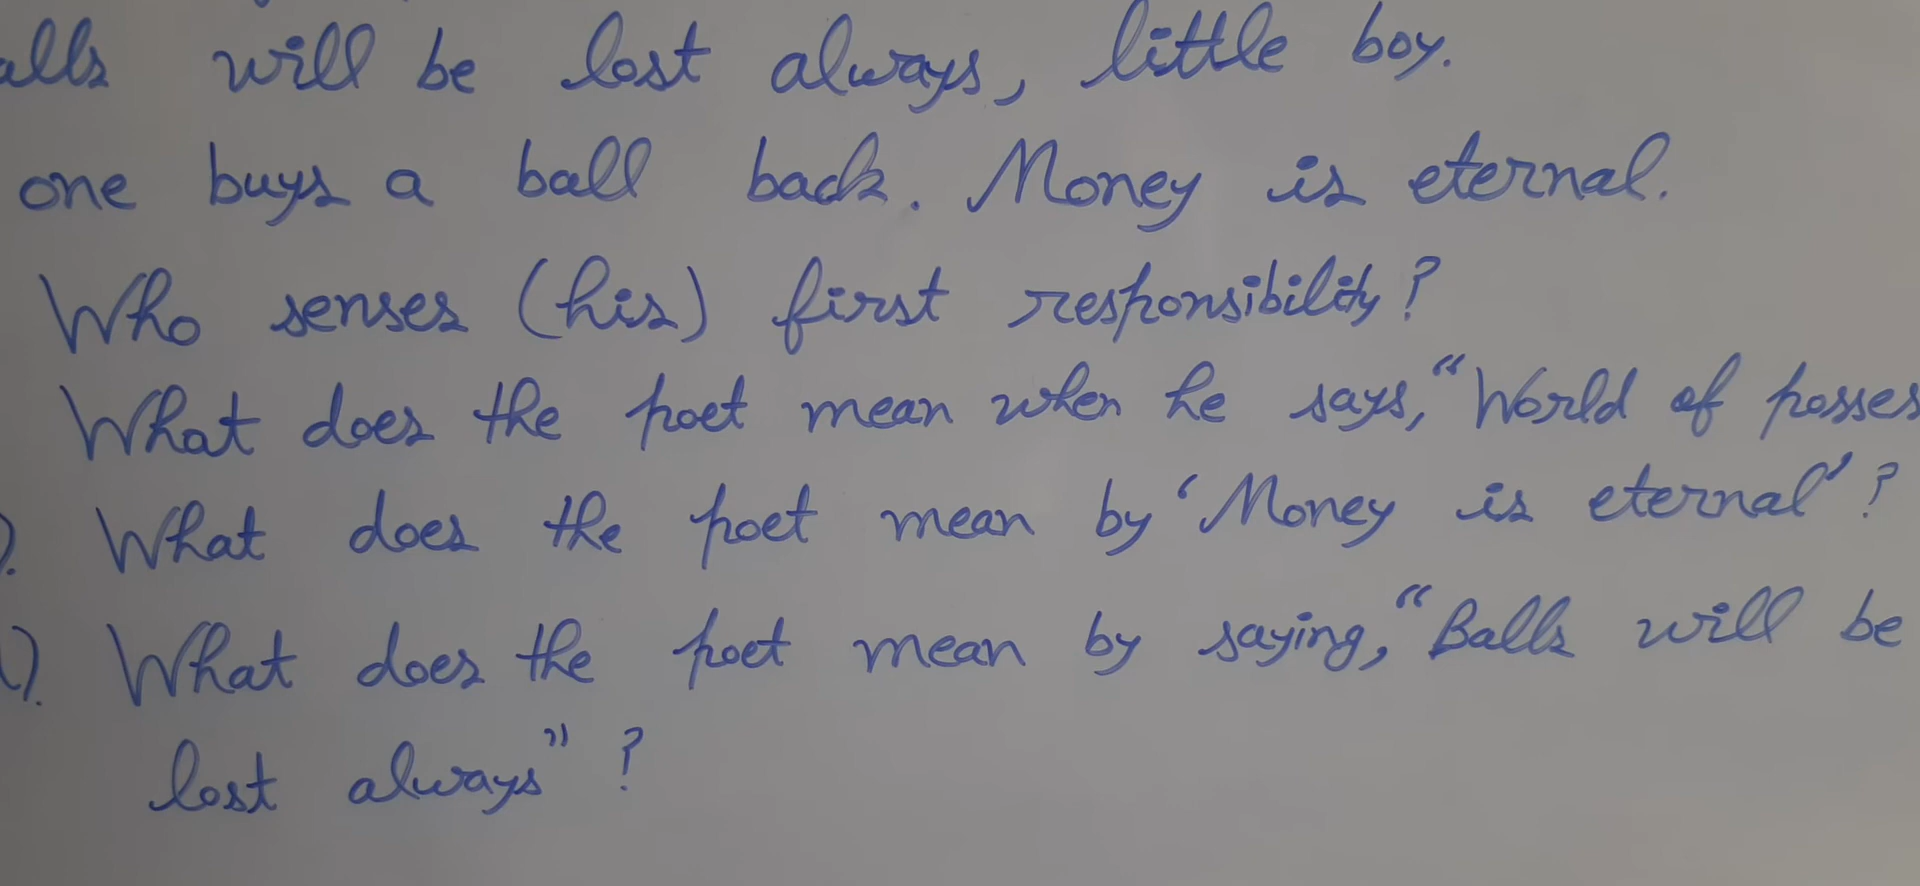 alls will be lost always, little boy.
one buys a ball back. Money is eternal.
Who senses (his) first responsibility?
What does the poet mean when he says, "World of posses
). What does the poet mean by 'Money is eternal'?
). What does the poet mean by saying, "Balls will be
lost always"?